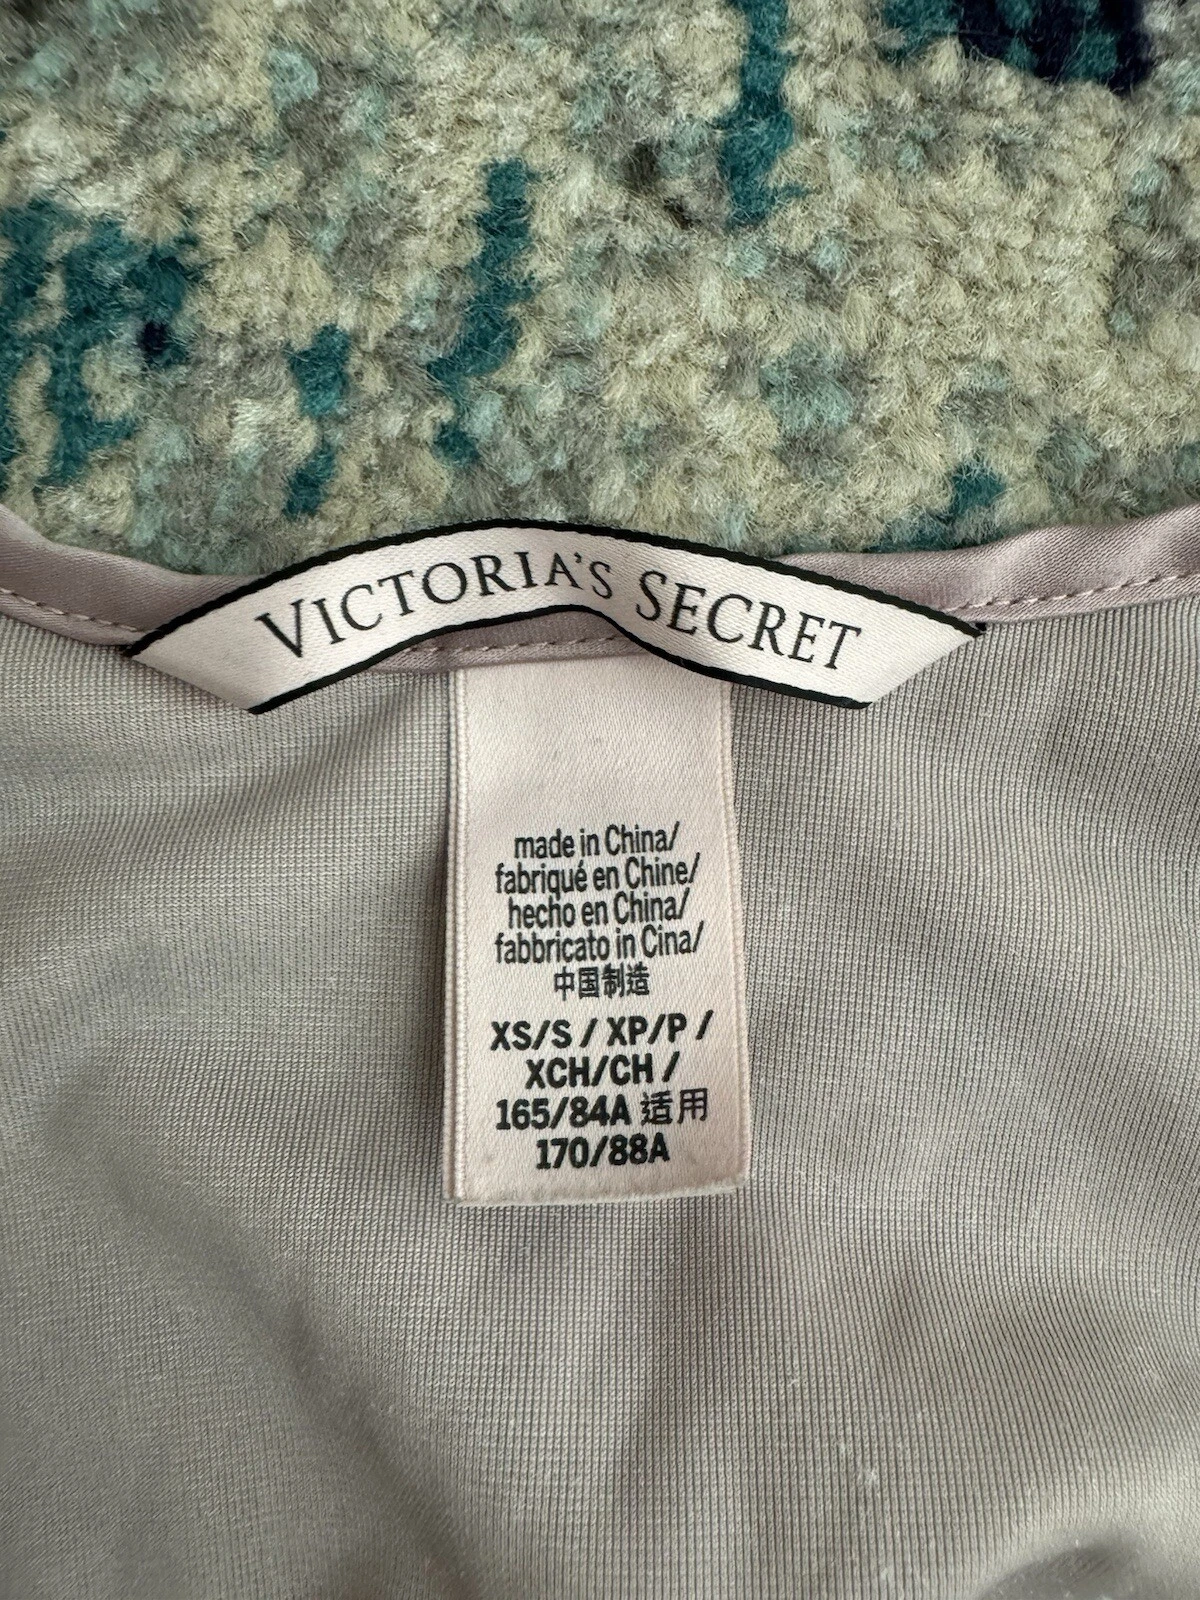 VICTORIA'S SECRET
made in China/
fabriqué en Chine/
hecho en China/
fabbricato in Cina/
中国制造
XS/S / XP/P /
XCH/CH /
165/84A 适用
170/88A